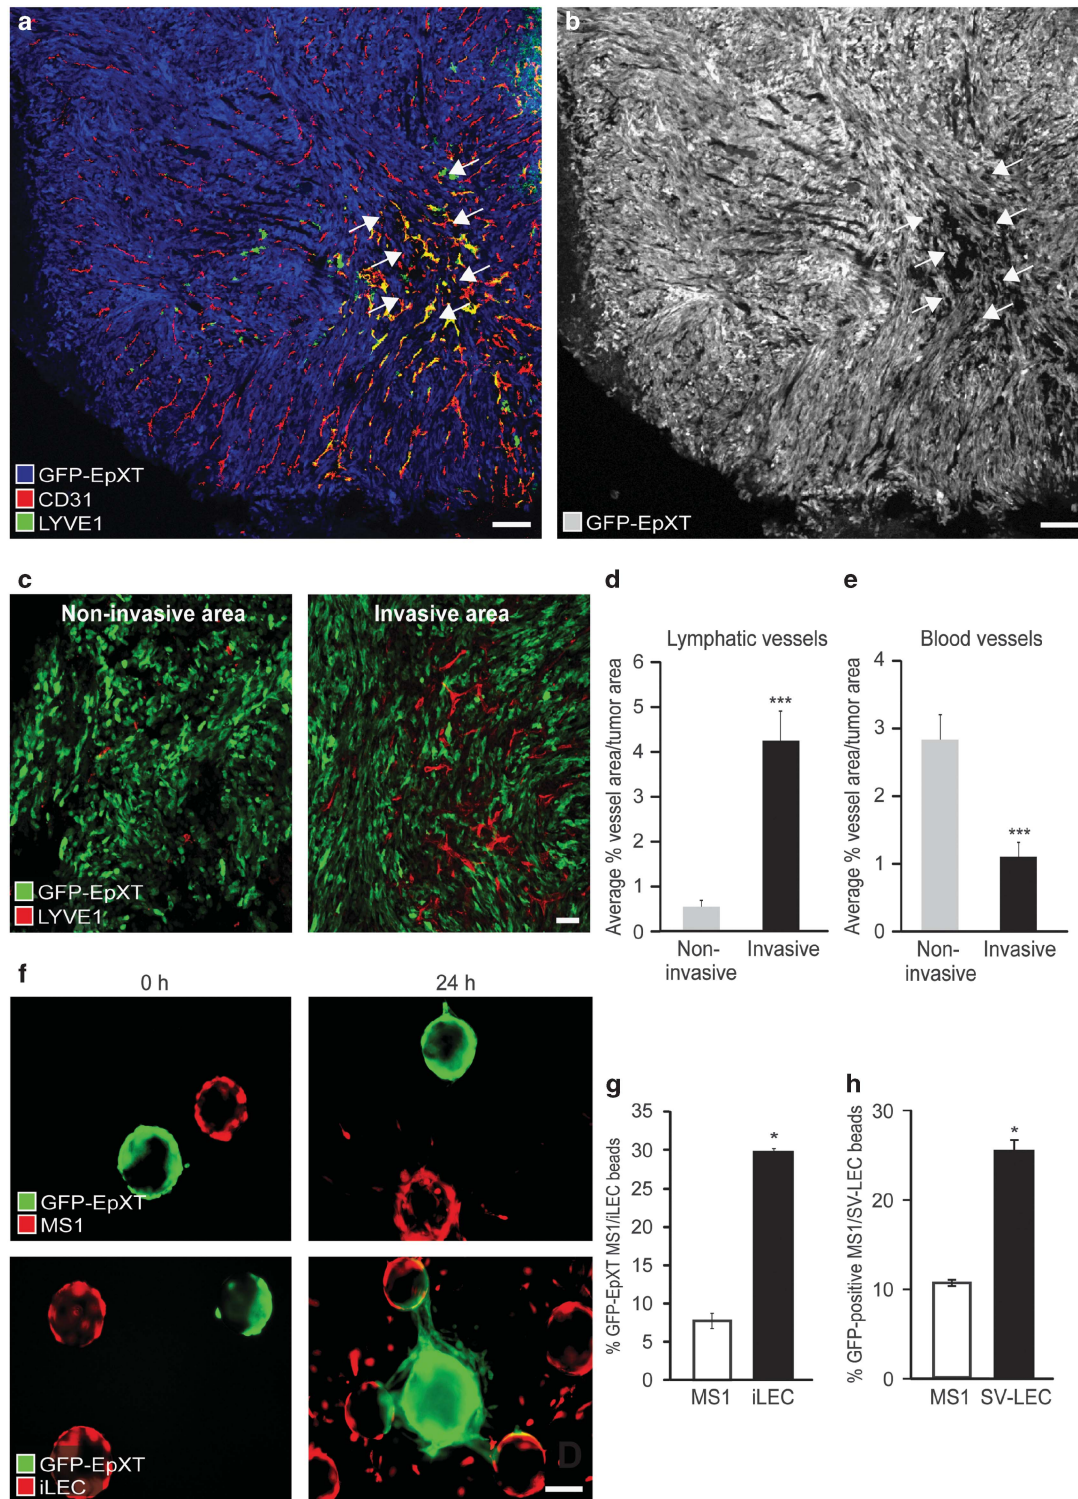 a
b
GFP-EpXT
CD31
LYVE1
GFP-EpXT
c
d
e
Non-invasive area
Invasive area
GFP-EpXT
LYVE1
Lymphatic vessels
Average % vessel area/tumor area
6
5
4
3
2
1
0
***
Non-
invasive
Invasive
Blood vessels
Average % vessel area/tumor area
4
3
2
1
0
***
Non-
invasive
Invasive
f
0 h
24 h
GFP-EpXT
MS1
GFP-EpXT
iLEC
D
g
% GFP-EpXT MS1/iLEC beads
35
30
25
20
15
10
5
0
*
MS1
iLEC
h
% GFP-positive MS1/SV-LEC beads
30
20
10
0
*
MS1
SV-LEC